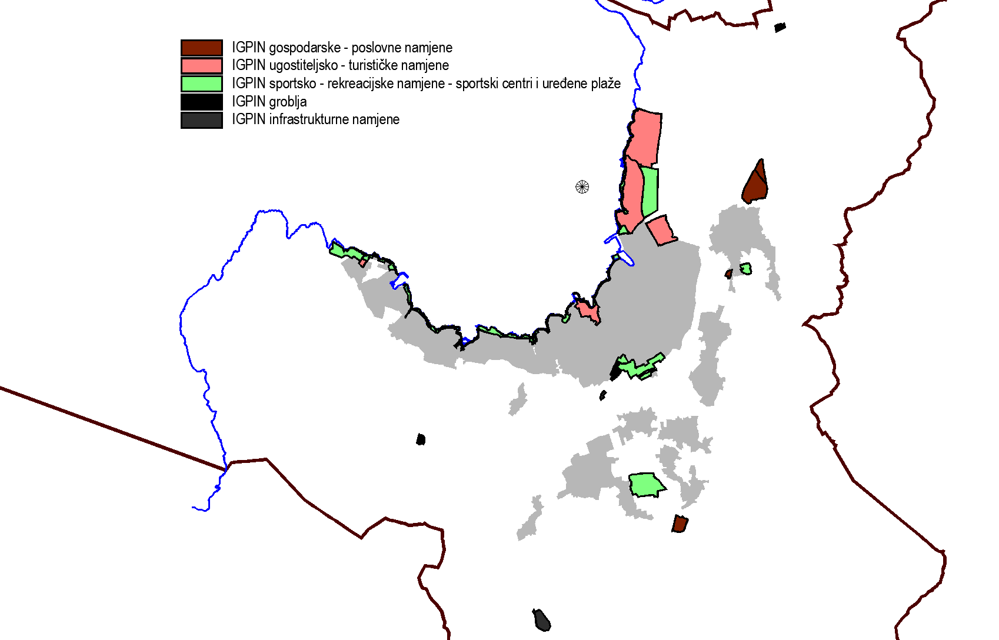 IGPIN gospodarske - poslovne namjene
IGPIN ugostiteljsko - turističke namjene
IGPIN sportsko - rekreacijske namjene - sportski centri i uređene plaže
IGPIN groblja
IGPIN infrastrukturne namjene